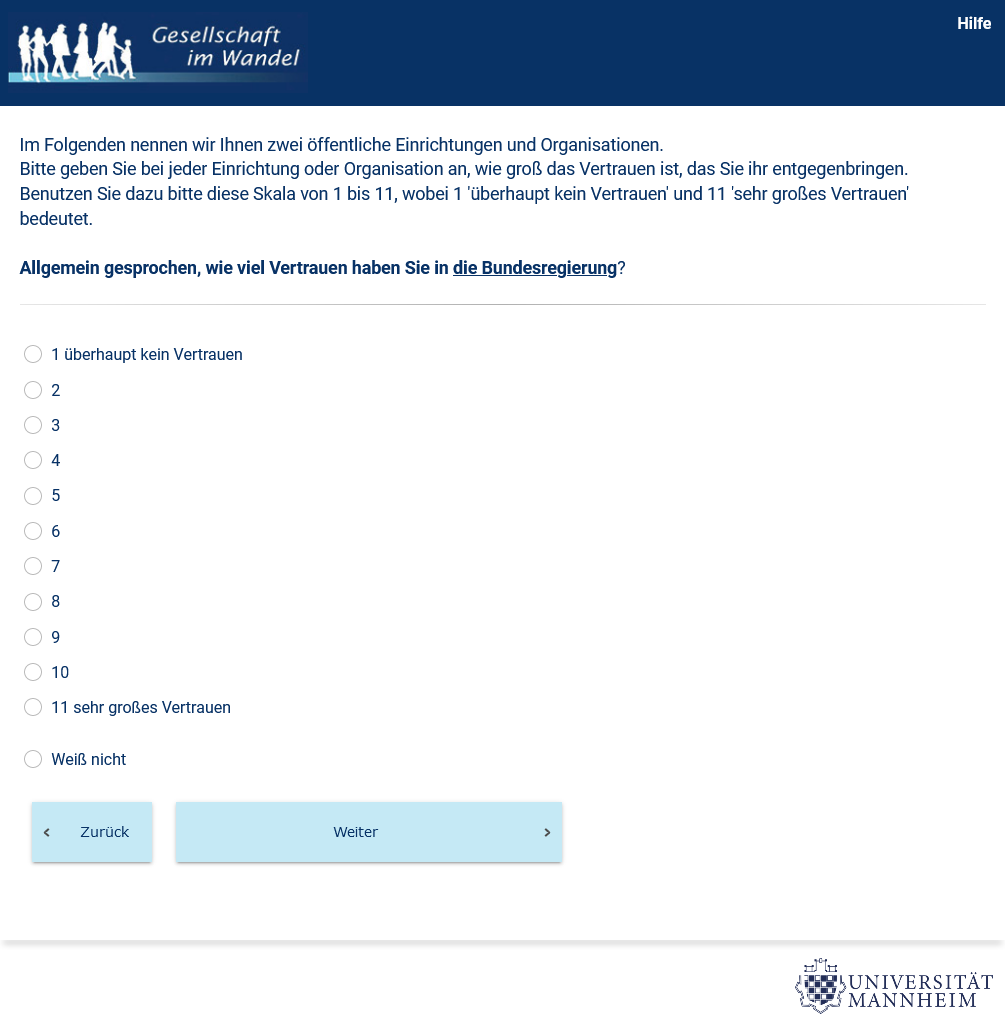 Gesellschaft
im Wandel
Hilfe
Im Folgenden nennen wir Ihnen zwei öffentliche Einrichtungen und Organisationen.
Bitte geben Sie bei jeder Einrichtung oder Organisation an, wie groß das Vertrauen ist, das Sie ihr entgegenbringen.
Benutzen Sie dazu bitte diese Skala von 1 bis 11, wobei 1 'überhaupt kein Vertrauen' und 11 'sehr großes Vertrauen'
bedeutet.
Allgemein gesprochen, wie viel Vertrauen haben Sie in die Bundesregierung?
1 überhaupt kein Vertrauen
2
3
4
5
6
7
8
9
10
11 sehr großes Vertrauen
Weiß nicht
‹ Zurück
Weiter ›
UNIVERSITÄT
MANNHEIM